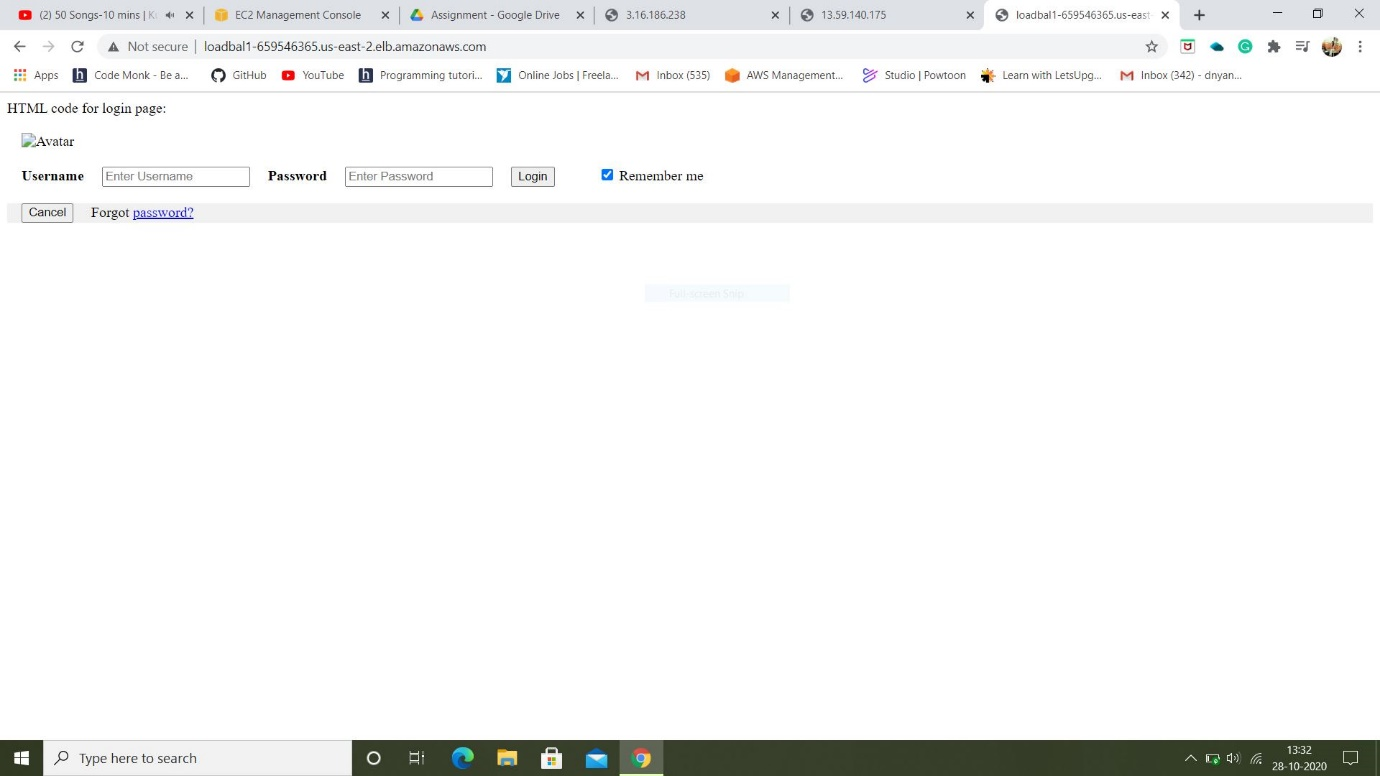 (2) 50 Songs-10 mins | K
EC2 Management Console
Assignment - Google Drive
3.16.186.238
13.59.140.175
loadbal1-659546365.us-east-
Not secure
loadbal1-659546365.us-east-2.elb.amazonaws.com
Apps
Code Monk - Be a...
GitHub
YouTube
Programming tutori...
Online Jobs | Freela...
Inbox (535)
AWS Management...
Studio | Powtoon
Learn with LetsUpg...
Inbox (342) - dnyan...
HTML code for login page:
Avatar
Username
Enter Username
Password
Enter Password
Login
Remember me
Cancel
Forgot password?
Full-screen Snip
Type here to search
13:32
28-10-2020